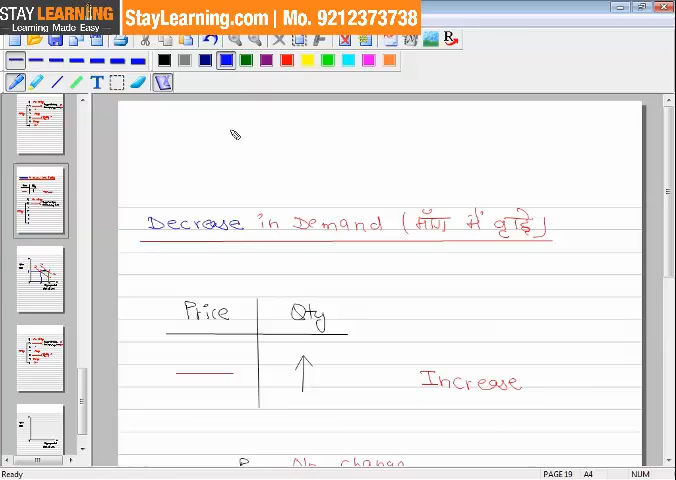 STAY LEARNING
Learning Made Easy
StayLearning.com | Mo. 9212373738
Decrease in Demand (माँग में वृद्धि)
Price Qty
Increase
P No change
Ready
PAGE 19 A4 NUM